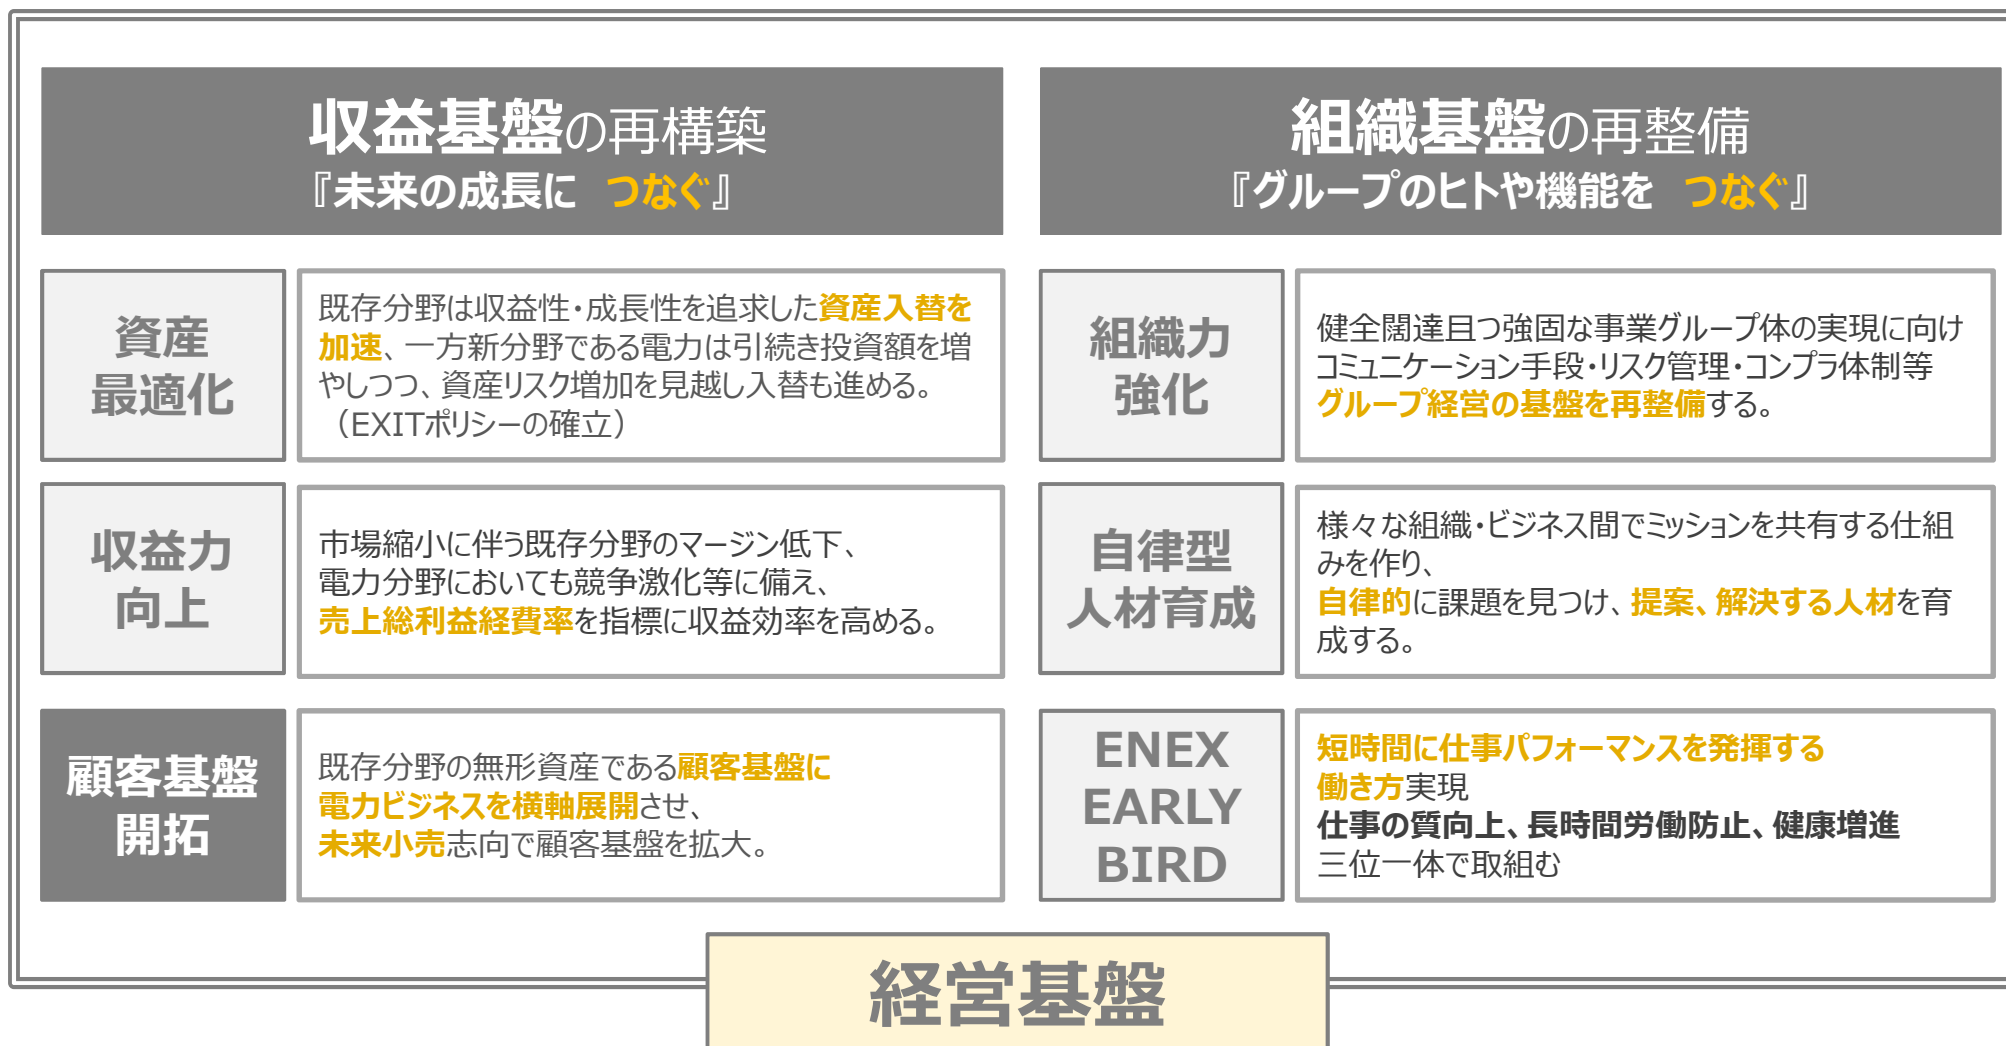 収益基盤の再構築
『未来の成長に　つなぐ』
資産
最適化
既存分野は収益性・成長性を追求した資産入替を
加速、一方新分野である電力は引続き投資額を増
やしつつ、資産リスク増加を見越し入替も進める。
（EXITポリシーの確立）
収益力
向上
市場縮小に伴う既存分野のマージン低下、
電力分野においても競争激化等に備え、
売上総利益経費率を指標に収益効率を高める。
顧客基盤
開拓
既存分野の無形資産である顧客基盤に
電力ビジネスを横軸展開させ、
未来小売志向で顧客基盤を拡大。
組織基盤の再整備
『グループのヒトや機能を　つなぐ』
組織力
強化
健全闊達且つ強固な事業グループ体の実現に向け
コミュニケーション手段・リスク管理・コンプラ体制等
グループ経営の基盤を再整備する。
自律型
人材育成
様々な組織・ビジネス間でミッションを共有する仕組
みを作り、
自律的に課題を見つけ、提案、解決する人材を育
成する。
ENEX
EARLY
BIRD
短時間に仕事パフォーマンスを発揮する
働き方実現
仕事の質向上、長時間労働防止、健康増進
三位一体で取組む
経営基盤